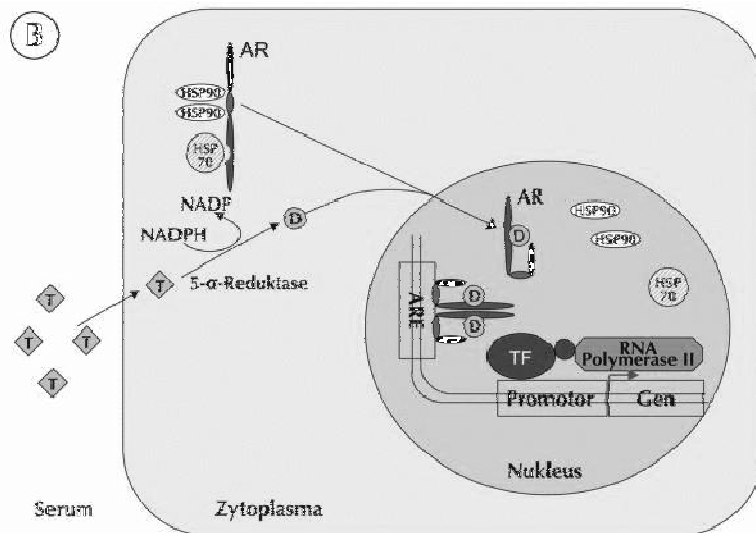 B
AR
HSP90
HSP90
HSP
70
NADP
NADPH
D
T
5-α-Reduktase
T
T
T
T
AR
D
HSP90
HSP90
HSP
70
ARE
D
D
TF
RNA
Polymerase II
Promotor
Gen
Nukleus
Serum
Zytoplasma